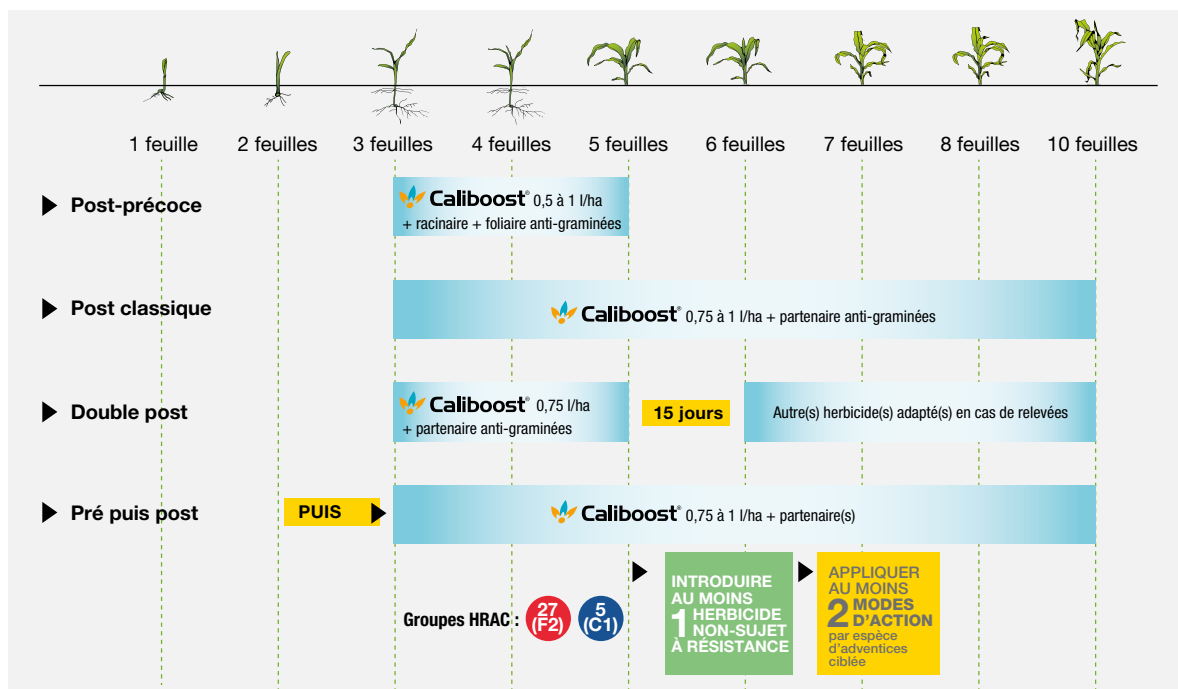 1 feuille 2 feuilles 3 feuilles 4 feuilles 5 feuilles 6 feuilles 7 feuilles 8 feuilles 10 feuilles
Post-précoce
Caliboost® 0,5 à 1 l/ha
+ racinaire + foliaire anti-graminées
Post classique
Caliboost® 0,75 à 1 l/ha + partenaire anti-graminées
Double post
Caliboost® 0,75 l/ha
+ partenaire anti-graminées
15 jours
Autre(s) herbicide(s) adapté(s) en cas de relevées
Pré puis post
PUIS
Caliboost® 0,75 à 1 l/ha + partenaire(s)
Groupes HRAC :
27
(F2)
5
(C1)
INTRODUIRE
AU MOINS
1 HERBICIDE
NON-SUJET
À RÉSISTANCE
APPLIQUER
AU MOINS
2 MODES
D'ACTION
par espèce
d'adventices
ciblée